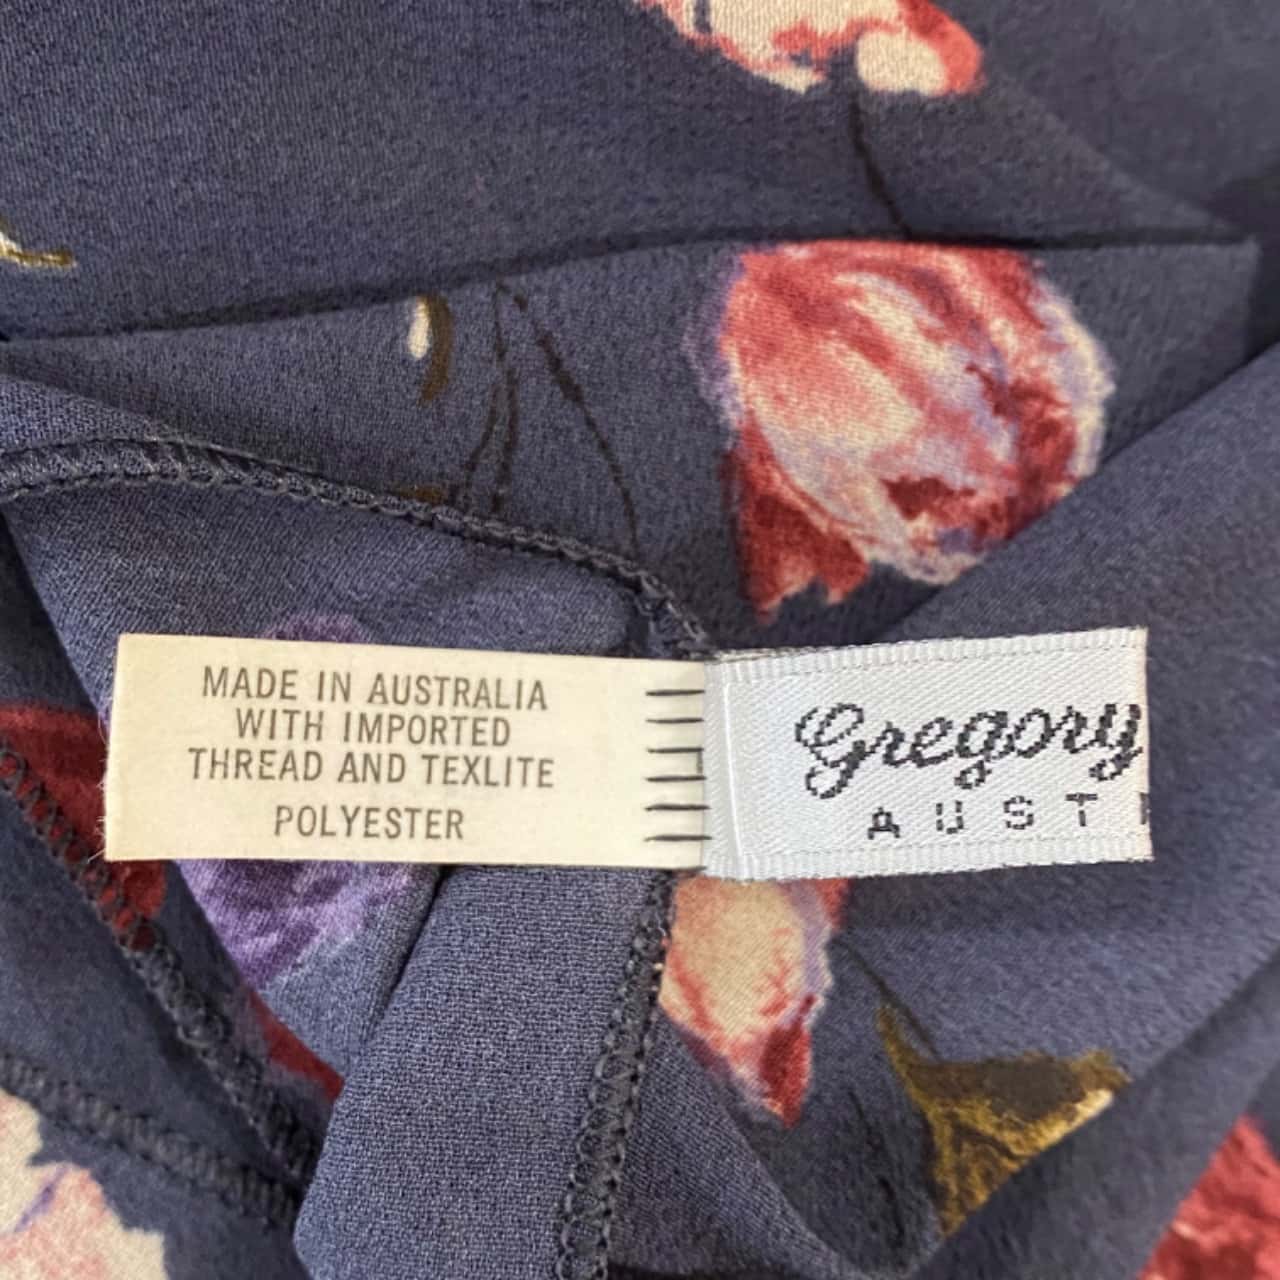 MADE IN AUSTRALIA
WITH IMPORTED
THREAD AND TEXLITE
POLYESTER
Gregory
AUST